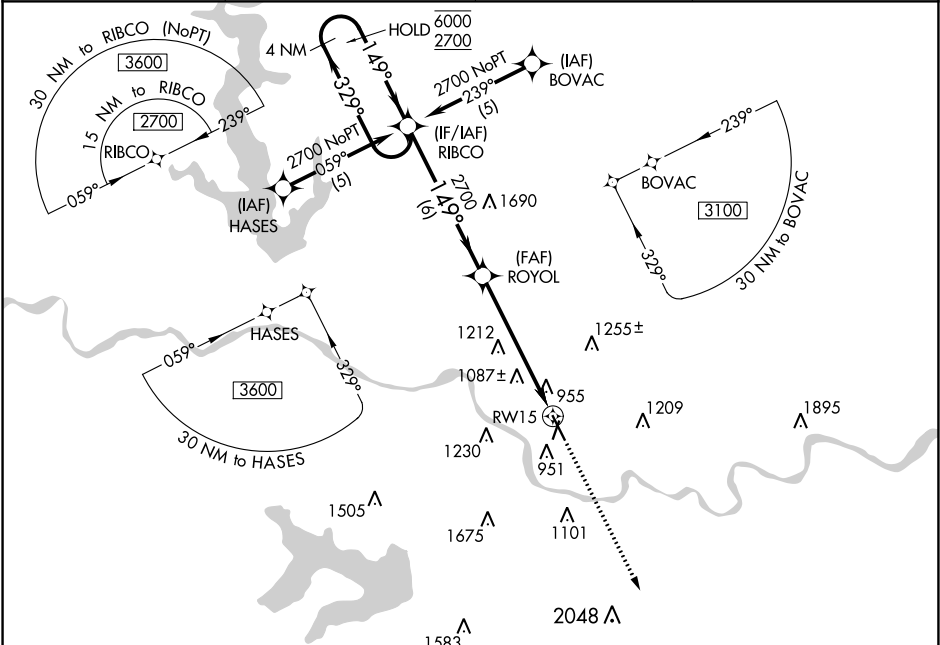 30 NM to RIBCO (NoPT)
3600
15 NM to RIBCO
2700
239°
RIBCO
059°
4 NM
HOLD
6000
2700
149°
329°
2700 NoPT
239°
(5)
(IAF)
BOVAC
(IF/IAF)
RIBCO
2700 NoPT
059°
(5)
(IAF)
HASES
2700
149°
(6)
1690
(FAF)
ROYOL
239°
BOVAC
3100
329°
30 NM to BOVAC
HASES
059°
329°
3600
30 NM to HASES
1212
1255±
1087±
955
RW15
1209
1895
1230
951
1505
1675
1101
2048
1583